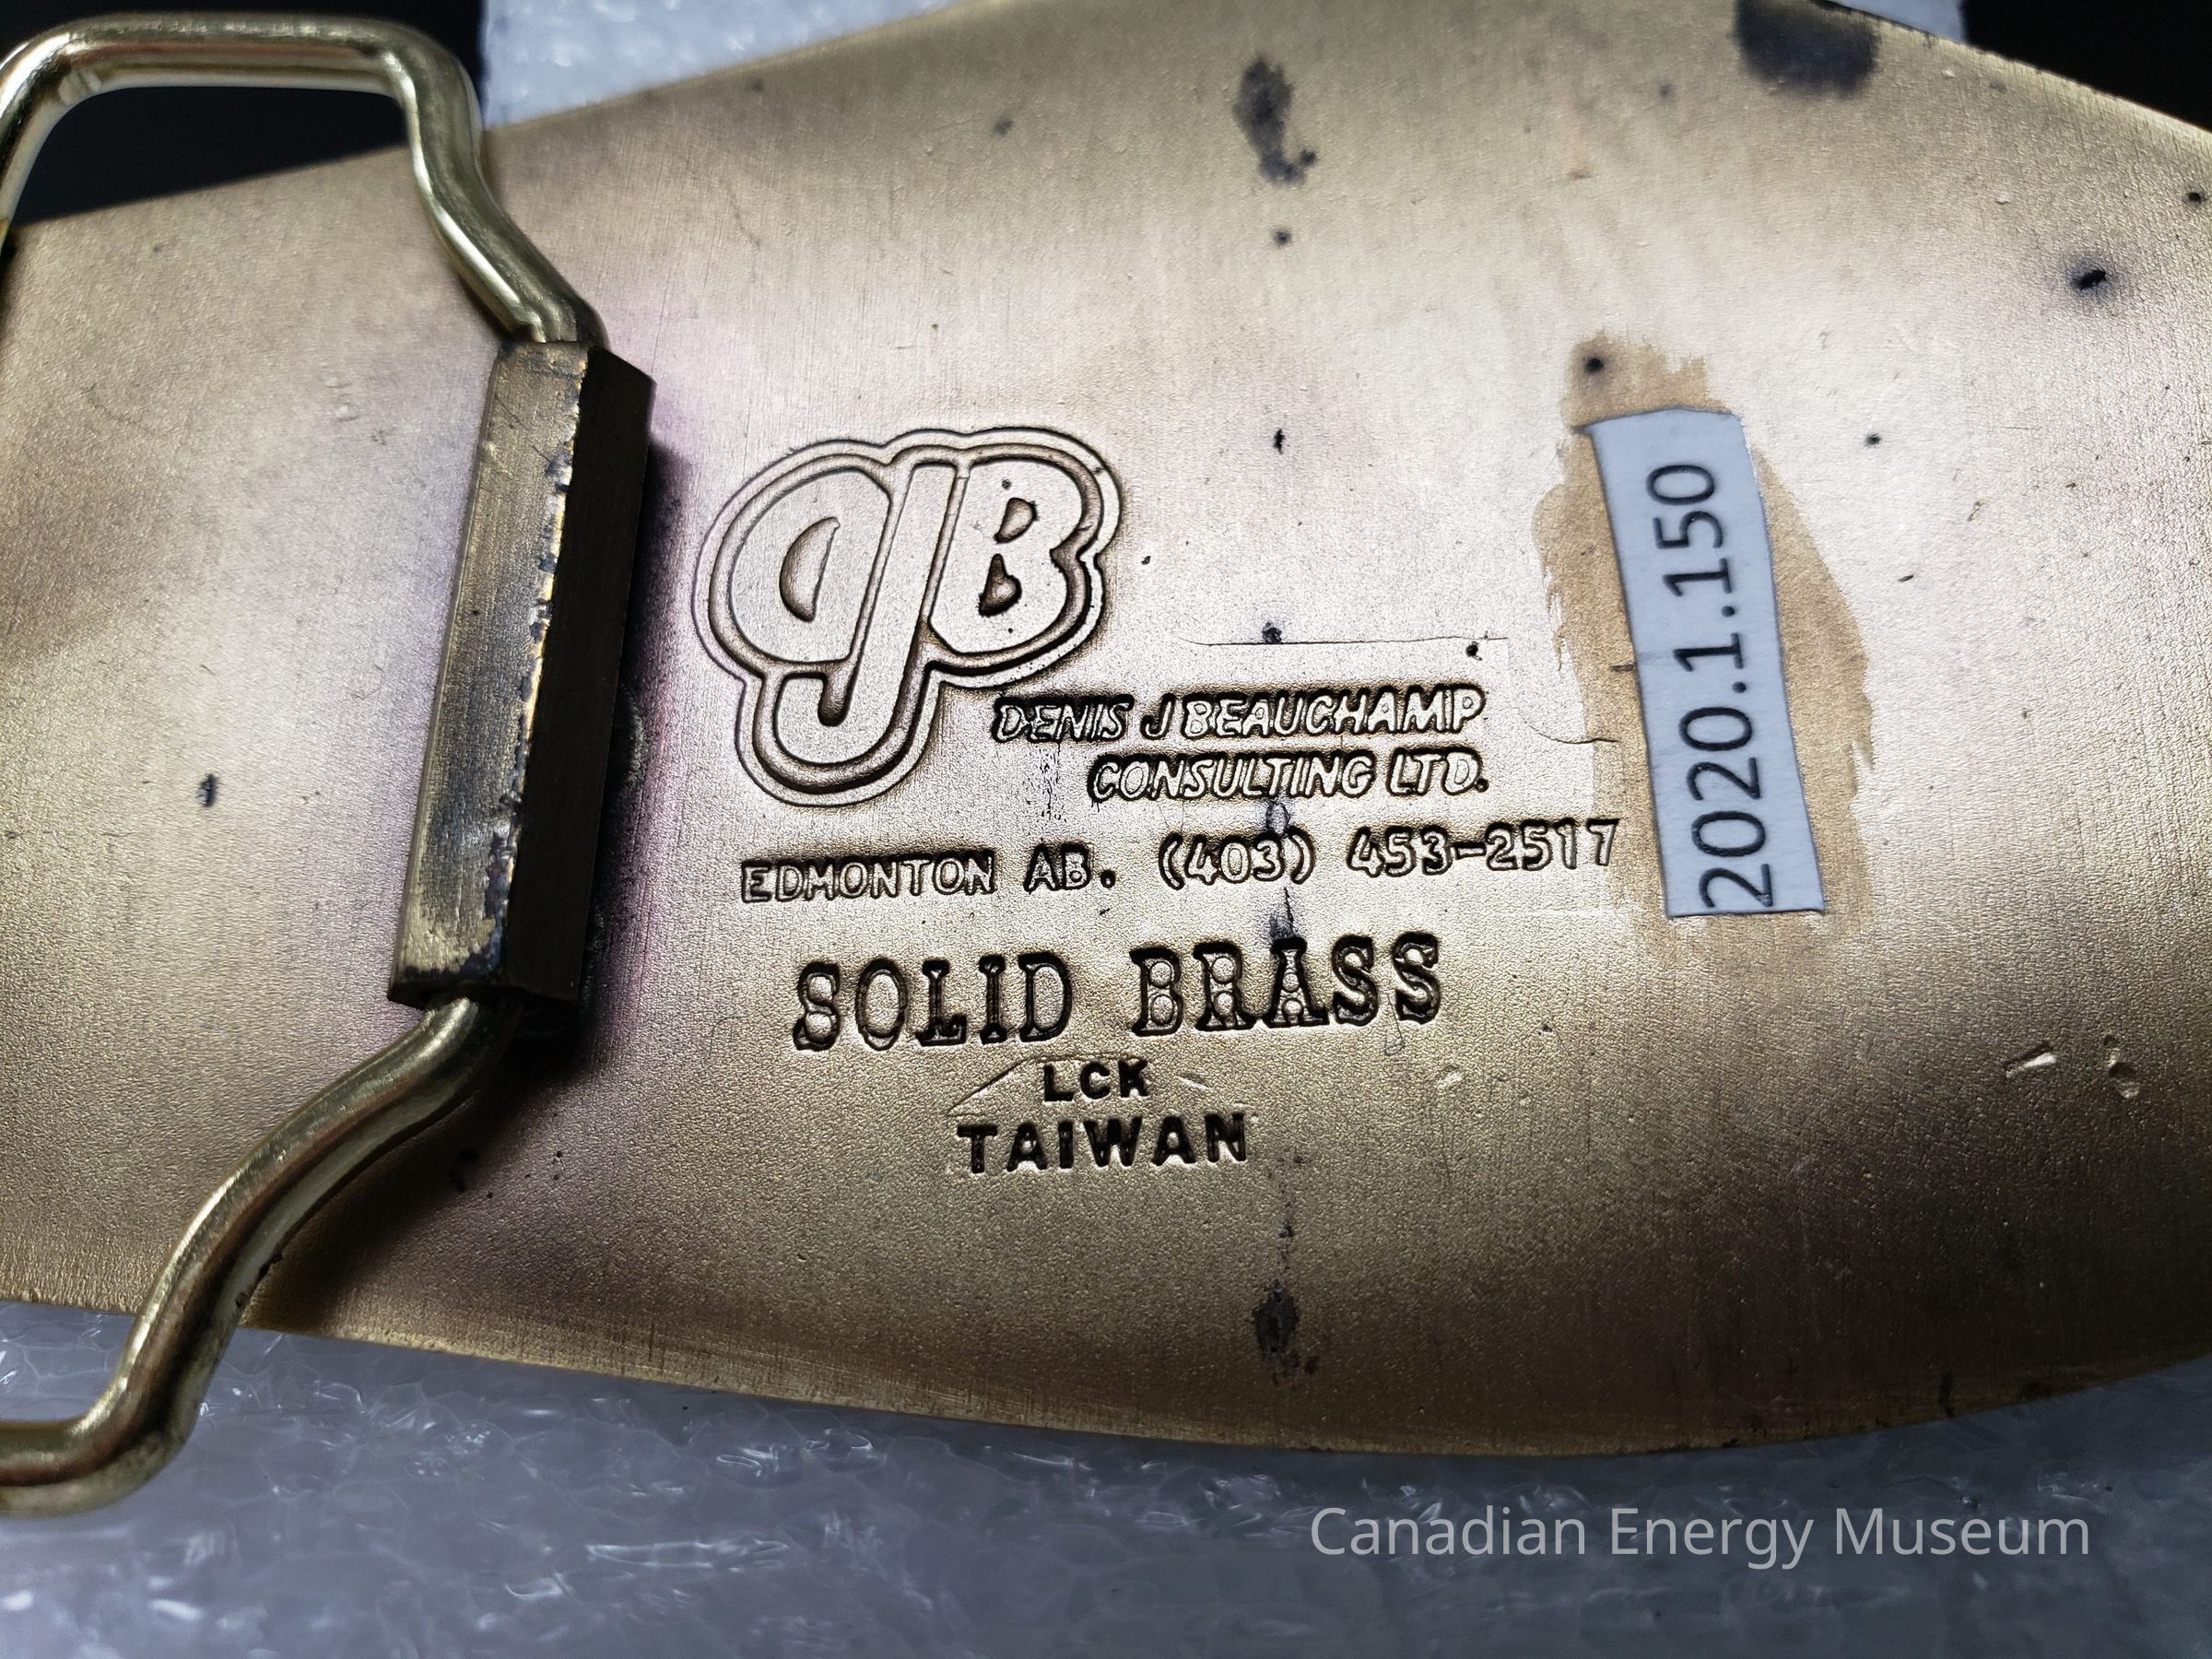 DJB
DENIS J BEAUCHAMP
CONSULTING LTD.
EDMONTON AB. (403) 453-2517
SOLID BRASS
LCK
TAIWAN
2020.1.150
Canadian Energy Museum